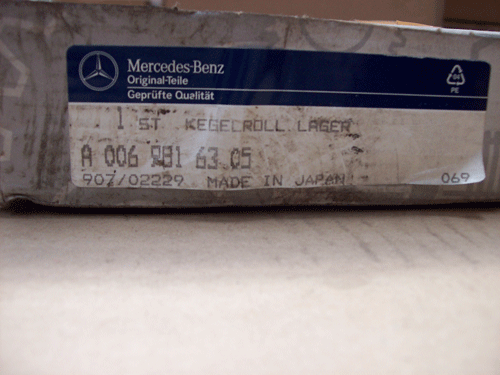 Mercedes-Benz
Original-Teile
Geprüfte Qualität
04
PE
1 ST KEGELROLL.LAGER
A 006 981 63 05
907/02229 MADE IN JAPAN
069